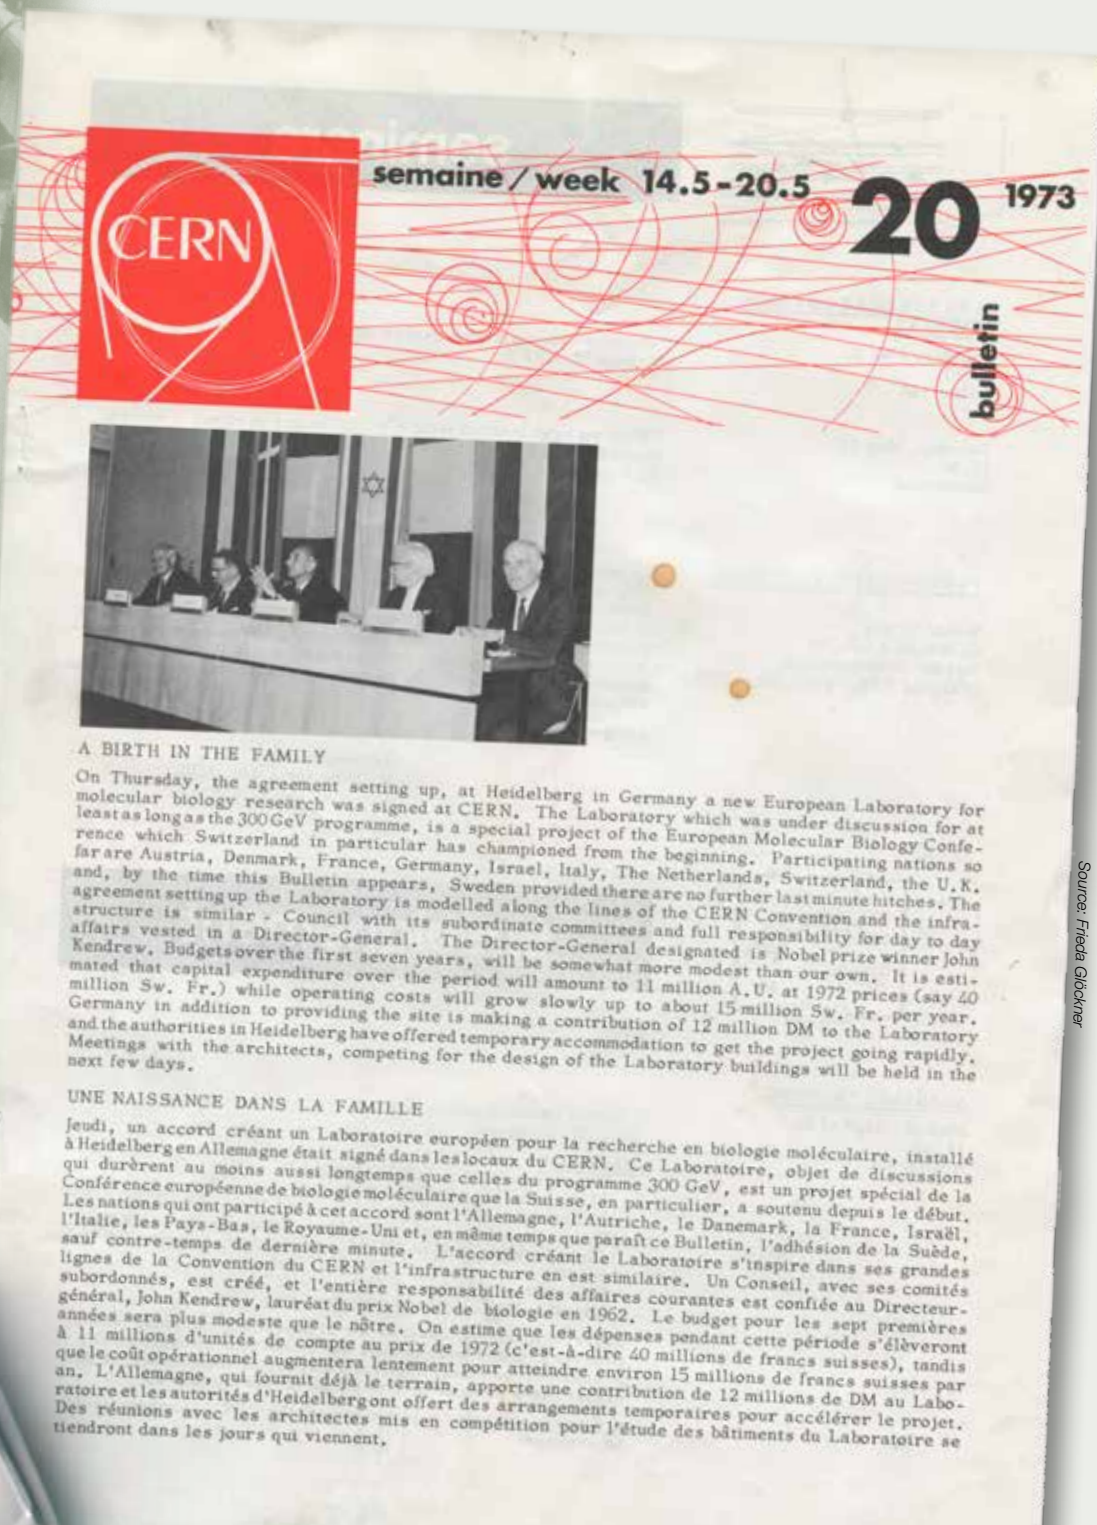 semaine / week 14.5-20.5
20
1973
CERN
bulletin
A BIRTH IN THE FAMILY
On Thursday, the agreement setting up, at Heidelberg in Germany a new European Laboratory for
molecular biology research was signed at CERN. The Laboratory which was under discussion for at
least as long as the 300 GeV programme, is a special project of the European Molecular Biology Confe-
rence which Switzerland in particular has championed from the beginning. Participating nations so
far are Austria, Denmark, France, Germany, Israel, Italy, The Netherlands, Switzerland, the U.K.
and, by the time this Bulletin appears, Sweden provided there are no further last minute hitches. The
agreement setting up the Laboratory is modelled along the lines of the CERN Convention and the infra-
structure is similar - Council with its subordinate committees and full responsibility for day to day
affairs vested in a Director-General. The Director-General designated is Nobel prize winner John
Kendrew. Budgets over the first seven years, will be somewhat more modest than our own. It is esti-
mated that capital expenditure over the period will amount to 11 million A.U. at 1972 prices (say 40
million Sw. Fr.) while operating costs will grow slowly up to about 15 million Sw. Fr. per year.
Germany in addition to providing the site is making a contribution of 12 million DM to the Laboratory
and the authorities in Heidelberg have offered temporary accommodation to get the project going rapidly.
Meetings with the architects, competing for the design of the Laboratory buildings will be held in the
next few days.
UNE NAISSANCE DANS LA FAMILLE
Jeudi, un accord créant un Laboratoire européen pour la recherche en biologie moléculaire, installé
à Heidelberg en Allemagne était signé dans les locaux du CERN. Ce Laboratoire, objet de discussions
qui durèrent au moins aussi longtemps que celles du programme 300 GeV, est un projet spécial de la
Conférence européenne de biologie moléculaire que la Suisse, en particulier, a soutenu depuis le début.
Les nations qui ont participé à cet accord sont l'Allemagne, l'Autriche, le Danemark, la France, Israël,
l'Italie, les Pays-Bas, le Royaume-Uni et, en même temps que paraît ce Bulletin, l'adhésion de la Suède,
sauf contre-temps de dernière minute. L'accord créant le Laboratoire s'inspire dans ses grandes
lignes de la Convention du CERN et l'infrastructure en est similaire. Un Conseil, avec ses comités
subordonnés, est créé, et l'entière responsabilité des affaires courantes est confiée au Directeur-
général, John Kendrew, lauréat du prix Nobel de biologie en 1962. Le budget pour les sept premières
années sera plus modeste que le nôtre. On estime que les dépenses pendant cette période s'élèveront
à 11 millions d'unités de compte au prix de 1972 (c'est-à-dire 40 millions de francs suisses), tandis
que le coût opérationnel augmentera lentement pour atteindre environ 15 millions de francs suisses par
an. L'Allemagne, qui fournit déjà le terrain, apporte une contribution de 12 millions de DM au Labo-
ratoire et les autorités d'Heidelberg ont offert des arrangements temporaires pour accélérer le projet.
Des réunions avec les architectes mis en compétition pour l'étude des bâtiments du Laboratoire se
tiendront dans les jours qui viennent.
Source: Frieda Glöckner